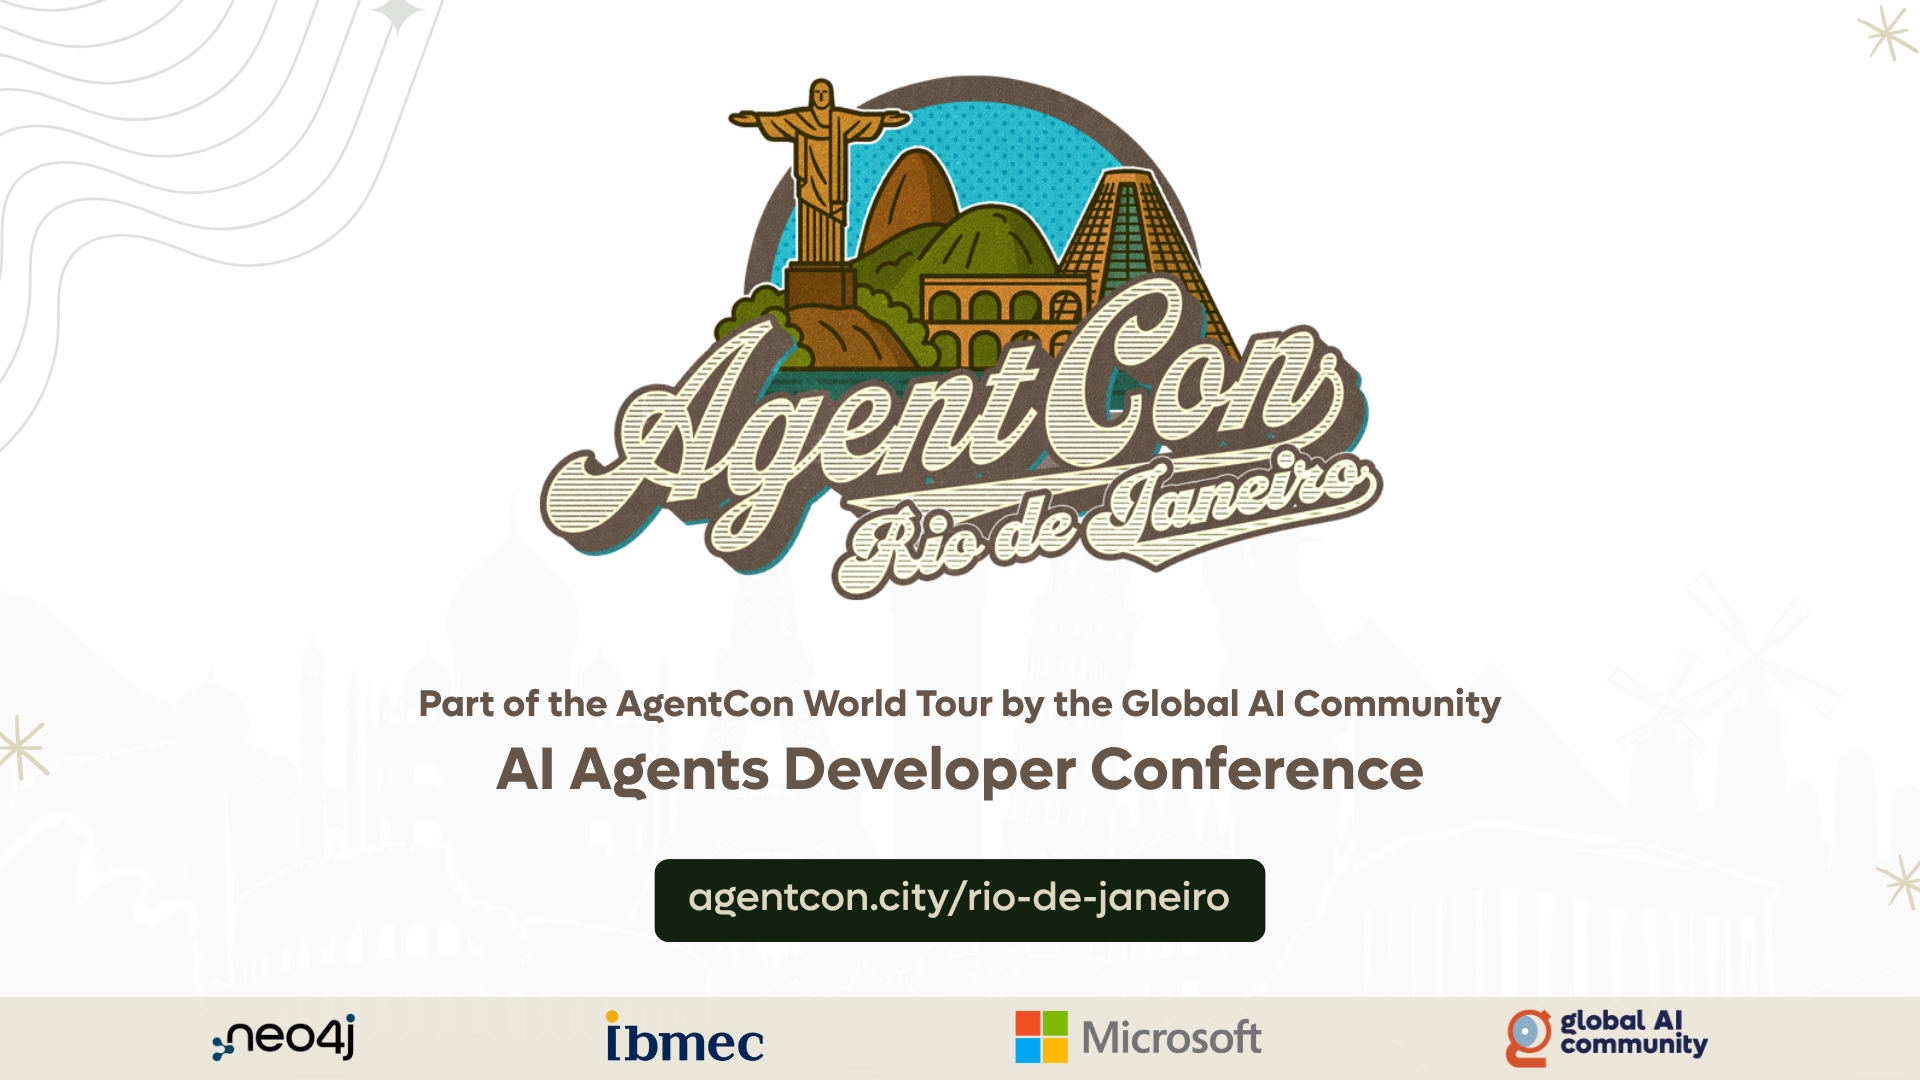 AgentCon
Rio de Janeiro
Part of the AgentCon World Tour by the Global AI Community
AI Agents Developer Conference
agentcon.city/rio-de-janeiro
neo4j
ibmec
Microsoft
global AI
community